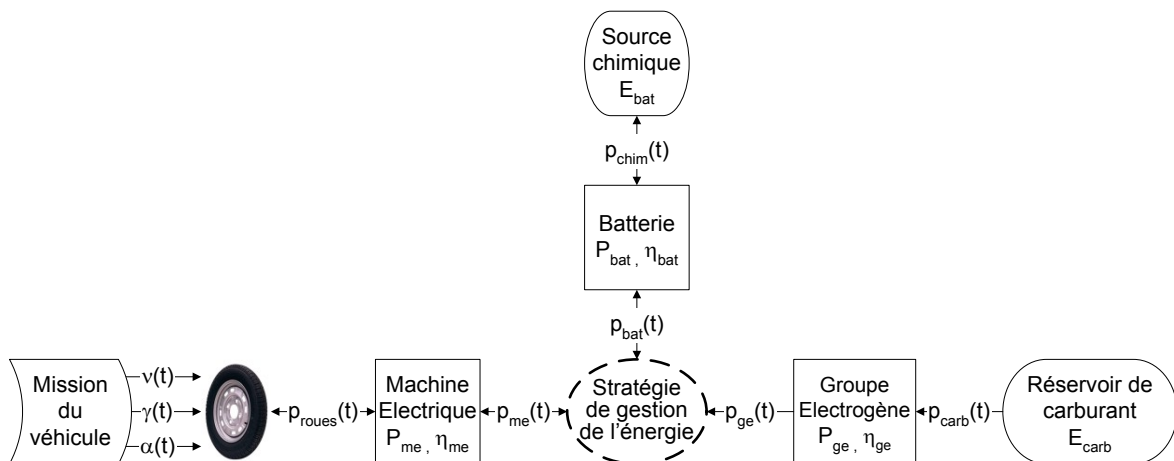 Source
chimique
E_bat
p_chim(t)
Batterie
P_bat , η_bat
p_bat(t)
Mission
du
véhicule
ν(t)
γ(t)
α(t)
p_roues(t)
Machine
Electrique
P_me , η_me
p_me(t)
Stratégie
de gestion
de l'énergie
p_ge(t)
Groupe
Electrogène
P_ge , η_ge
p_carb(t)
Réservoir de
carburant
E_carb